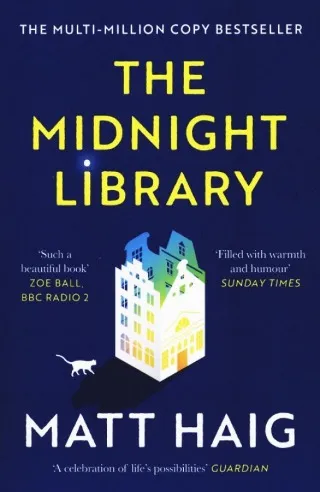 THE MULTI-MILLION COPY BESTSELLER
THE
MIDNIGHT
LiBRARY
‘Such a
beautiful book’
ZOE BALL,
BBC RADIO 2
‘Filled with warmth
and humour’
SUNDAY TIMES
MATT HAIG
‘A celebration of life’s possibilities’ GUARDIAN